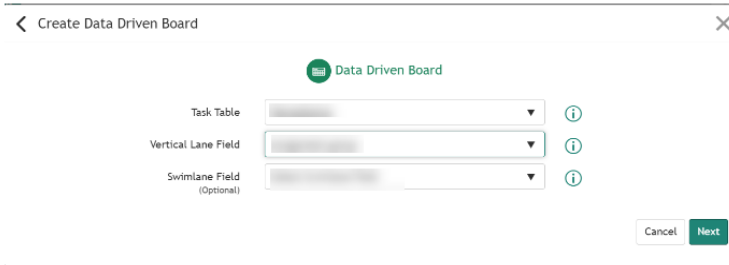 Create Data Driven Board
Data Driven Board
Task Table
Vertical Lane Field
Swimlane Field
(Optional)
Cancel Next